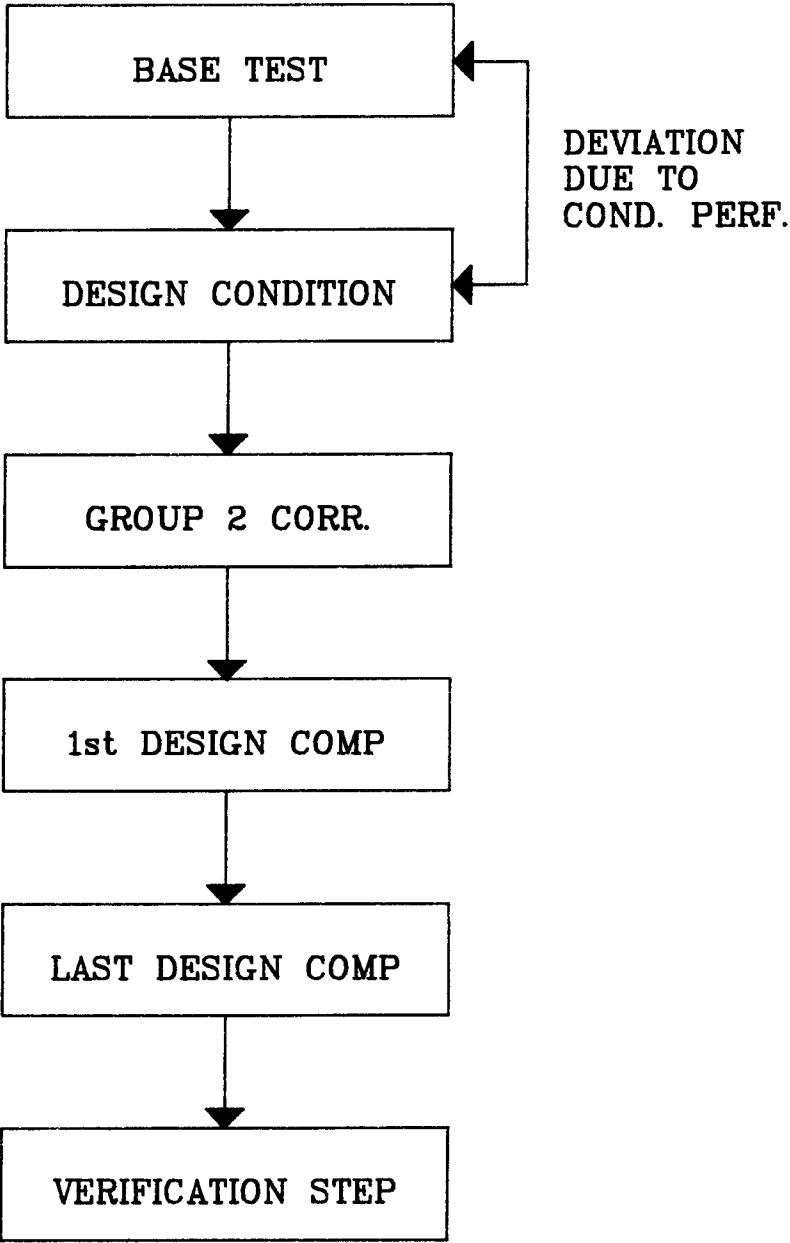 BASE TEST
DEVIATION
DUE TO
COND. PERF.
DESIGN CONDITION
GROUP 2 CORR.
1st DESIGN COMP
LAST DESIGN COMP
VERIFICATION STEP